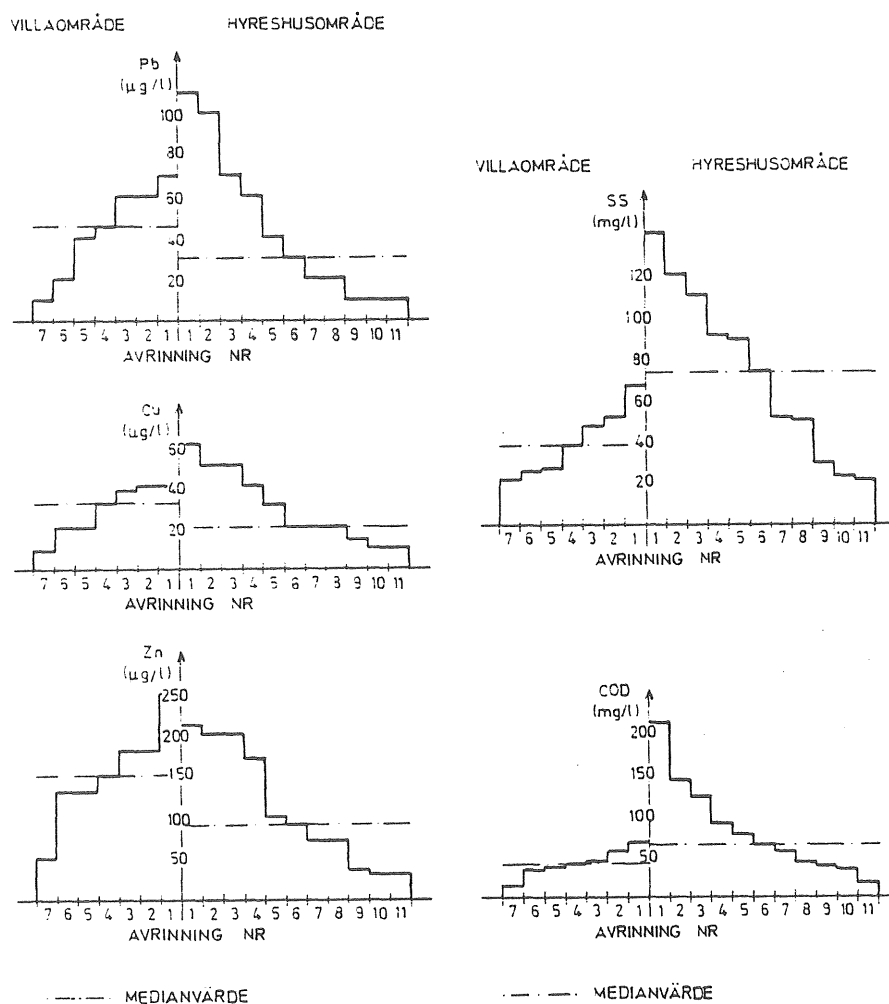 VILLAOMRÅDE HYRESHUSOMRÅDE
Pb
(µg/l)
100
80
60
40
20
7 6 5 4 3 2 1 1 2 3 4 5 6 7 8 9 10 11
AVRINNING NR
Cu
(µg/l)
60
40
20
7 6 5 4 3 2 1 1 2 3 4 5 6 7 8 9 10 11
AVRINNING NR
Zn
(µg/l)
250
200
150
100
50
7 6 5 4 3 2 1 1 2 3 4 5 6 7 8 9 10 11
AVRINNING NR
MEDIANVÄRDE
VILLAOMRÅDE HYRESHUSOMRÅDE
SS
(mg/l)
120
100
80
60
40
20
7 6 5 4 3 2 1 1 2 3 4 5 6 7 8 9 10 11
AVRINNING NR
COD
(mg/l)
200
150
100
50
7 6 5 4 3 2 1 1 2 3 4 5 6 7 8 9 10 11
AVRINNING NR
MEDIANVÄRDE